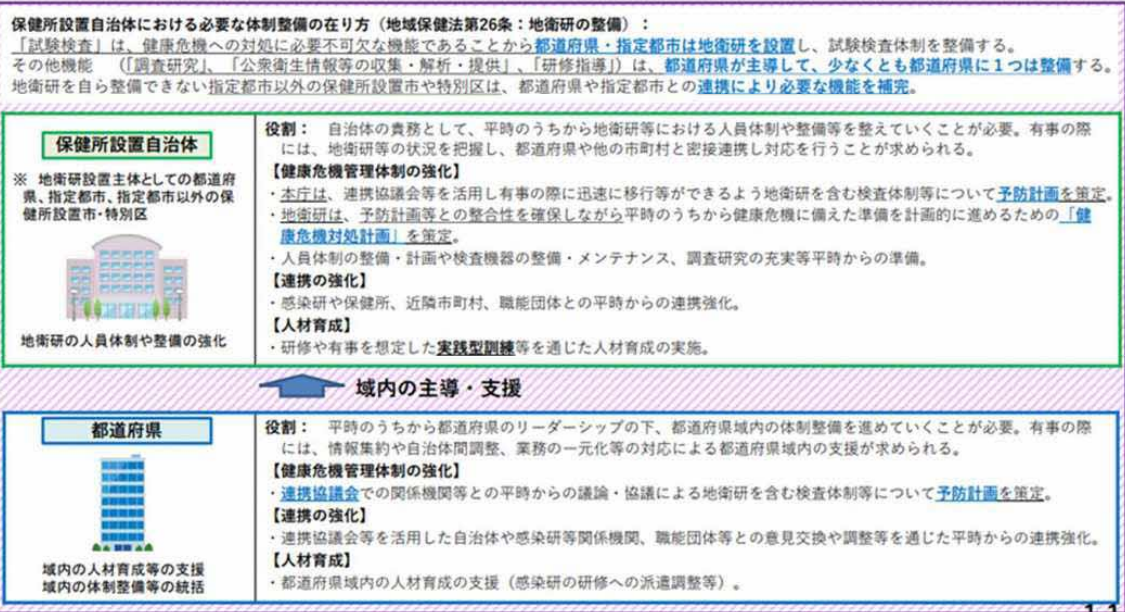 保健所設置自治体における必要な体制整備の在り方（地域保健法第26条：地衛研の整備）：
「試験検査」は、健康危機への対処に必要不可欠な機能であることから都道府県・指定都市は地衛研を設置し、試験検査体制を整備する。
その他機能　（「調査研究」、「公衆衛生情報等の収集・解析・提供」、「研修指導」）は、都道府県が主導して、少なくとも都道府県に１つは整備する。
地衛研を自ら整備できない指定都市以外の保健所設置市や特別区は、都道府県や指定都市との連携により必要な機能を補完。
保健所設置自治体
※ 地衛研設置主体としての都道府
県、指定都市、指定都市以外の保
健所設置市・特別区
地衛研の人員体制や整備の強化
役割：　自治体の責務として、平時のうちから地衛研等における人員体制や整備等を整えていくことが必要。有事の際
には、地衛研等の状況を把握し、都道府県や他の市町村と密接連携し対応を行うことが求められる。
【健康危機管理体制の強化】
・本庁は、連携協議会等を活用し有事の際に迅速に移行等ができるよう地衛研を含む検査体制等について予防計画を策定。
・地衛研は、予防計画等との整合性を確保しながら平時のうちから健康危機に備えた準備を計画的に進めるための「健
康危機対処計画」を策定。
・人員体制の整備・計画や検査機器の整備・メンテナンス、調査研究の充実等平時からの準備。
【連携の強化】
・感染研や保健所、近隣市町村、職能団体との平時からの連携強化。
【人材育成】
・研修や有事を想定した実践型訓練等を通じた人材育成の実施。
域内の主導・支援
都道府県
域内の人材育成等の支援
域内の体制整備等の統括
役割：　平時のうちから都道府県のリーダーシップの下、都道府県域内の体制整備を進めていくことが必要。有事の際
には、情報集約や自治体間調整、業務の一元化等の対応による都道府県域内の支援が求められる。
【健康危機管理体制の強化】
・連携協議会での関係機関等との平時からの議論・協議による地衛研を含む検査体制等について予防計画を策定。
【連携の強化】
・連携協議会等を活用した自治体や感染研等関係機関、職能団体等との意見交換や調整等を通じた平時からの連携強化。
【人材育成】
・都道府県域内の人材育成の支援（感染研の研修への派遣調整等）。